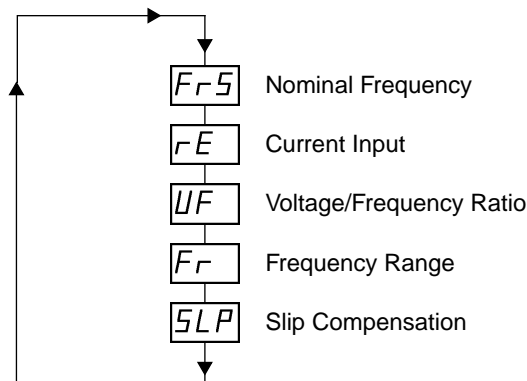 FrS Nominal Frequency
rE Current Input
UF Voltage/Frequency Ratio
Fr Frequency Range
SLP Slip Compensation